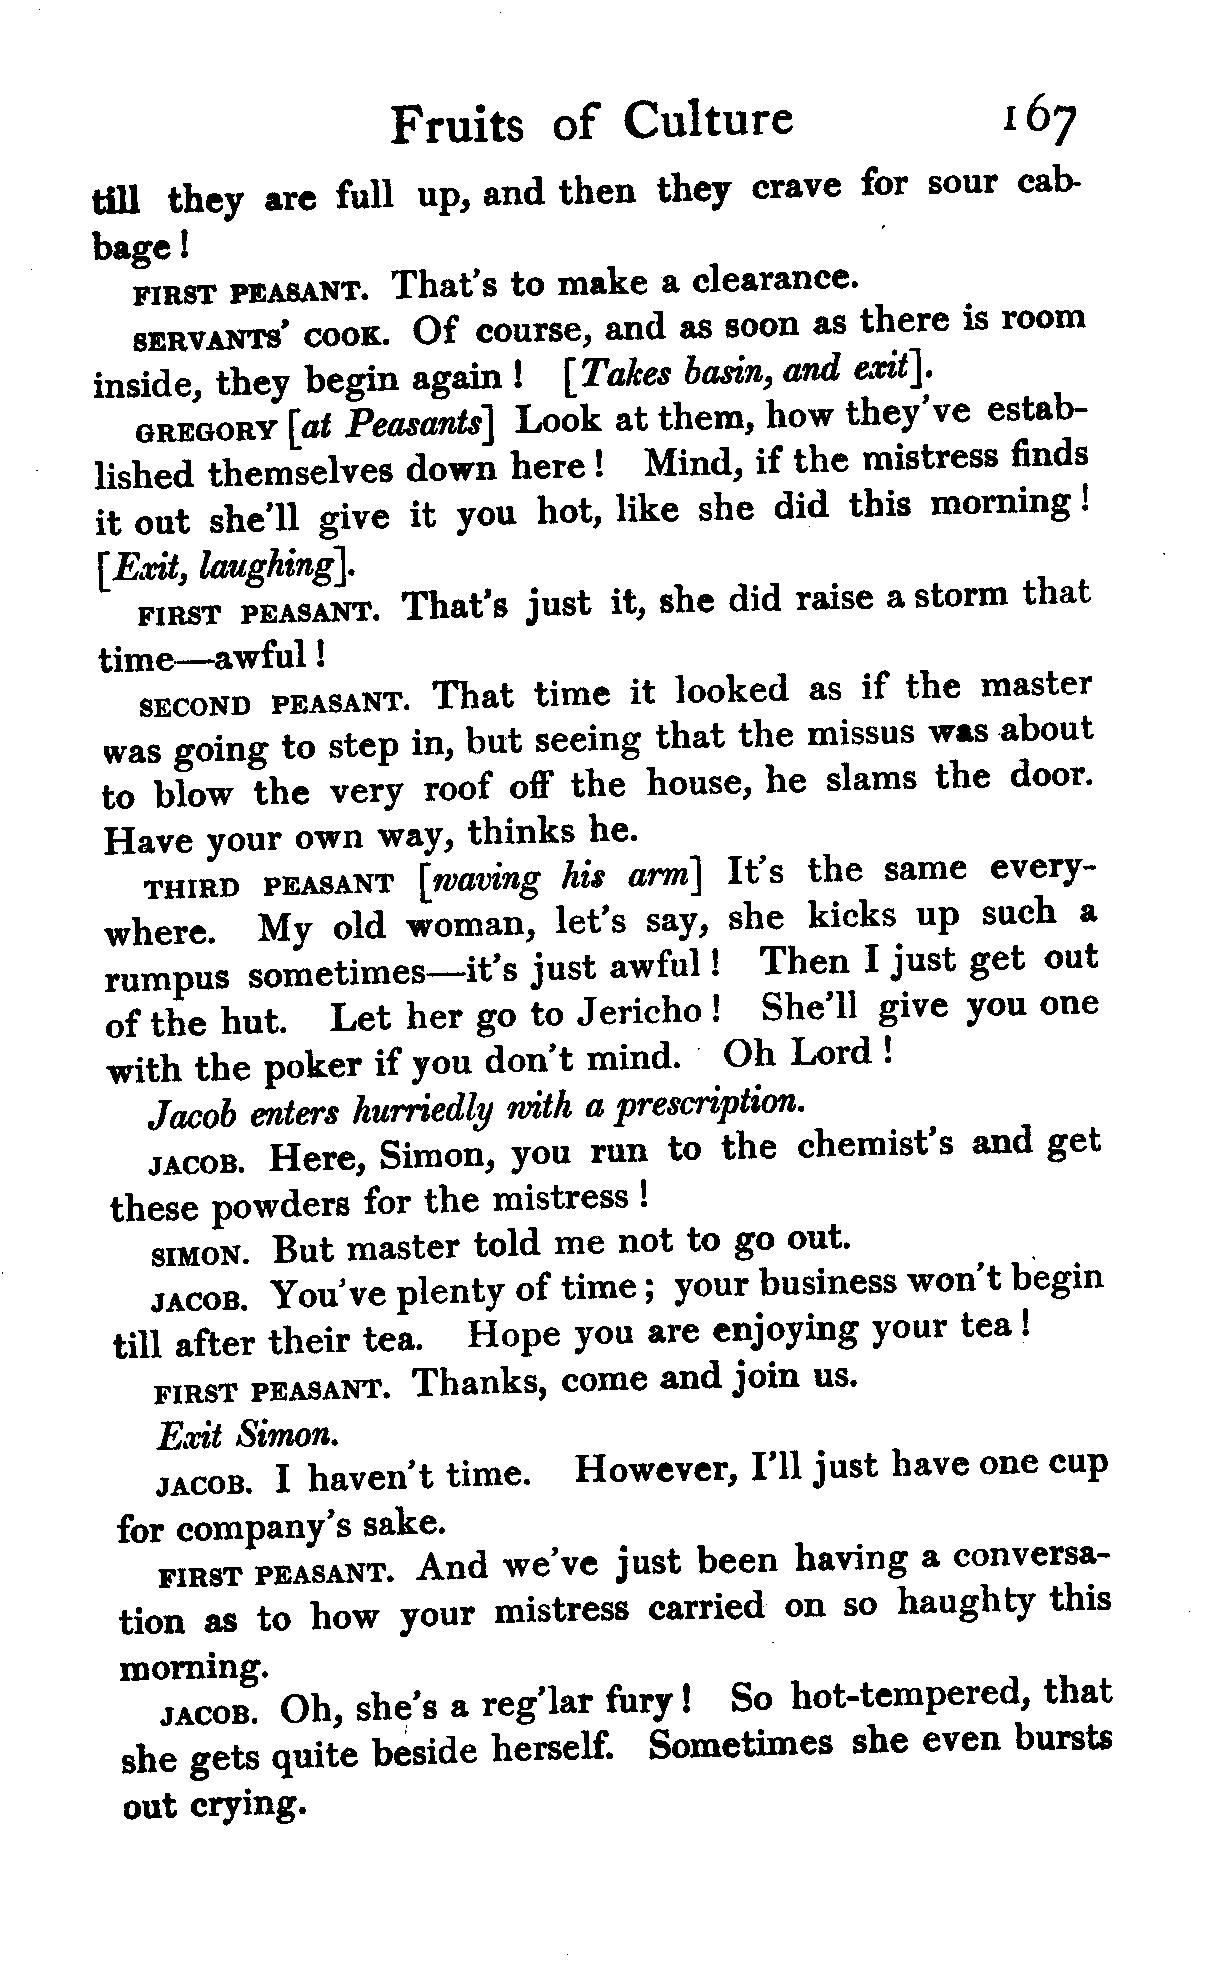 Fruits of Culture 167
till they are full up, and then they crave for sour cab-
bage!
FIRST PEASANT. That's to make a clearance.
SERVANTS' COOK. Of course, and as soon as there is room
inside, they begin again! [Takes basin, and exit].
GREGORY [at Peasants] Look at them, how they've estab-
lished themselves down here! Mind, if the mistress finds
it out she'll give it you hot, like she did this morning!
[Exit, laughing].
FIRST PEASANT. That's just it, she did raise a storm that
time—awful!
SECOND PEASANT. That time it looked as if the master
was going to step in, but seeing that the missus was about
to blow the very roof off the house, he slams the door.
Have your own way, thinks he.
THIRD PEASANT [waving his arm] It's the same every-
where. My old woman, let's say, she kicks up such a
rumpus sometimes—it's just awful! Then I just get out
of the hut. Let her go to Jericho! She'll give you one
with the poker if you don't mind. Oh Lord!
Jacob enters hurriedly with a prescription.
JACOB. Here, Simon, you run to the chemist's and get
these powders for the mistress!
SIMON. But master told me not to go out.
JACOB. You've plenty of time; your business won't begin
till after their tea. Hope you are enjoying your tea!
FIRST PEASANT. Thanks, come and join us.
Exit Simon.
JACOB. I haven't time. However, I'll just have one cup
for company's sake.
FIRST PEASANT. And we've just been having a conversa-
tion as to how your mistress carried on so haughty this
morning.
JACOB. Oh, she's a reg'lar fury! So hot-tempered, that
she gets quite beside herself. Sometimes she even bursts
out crying.